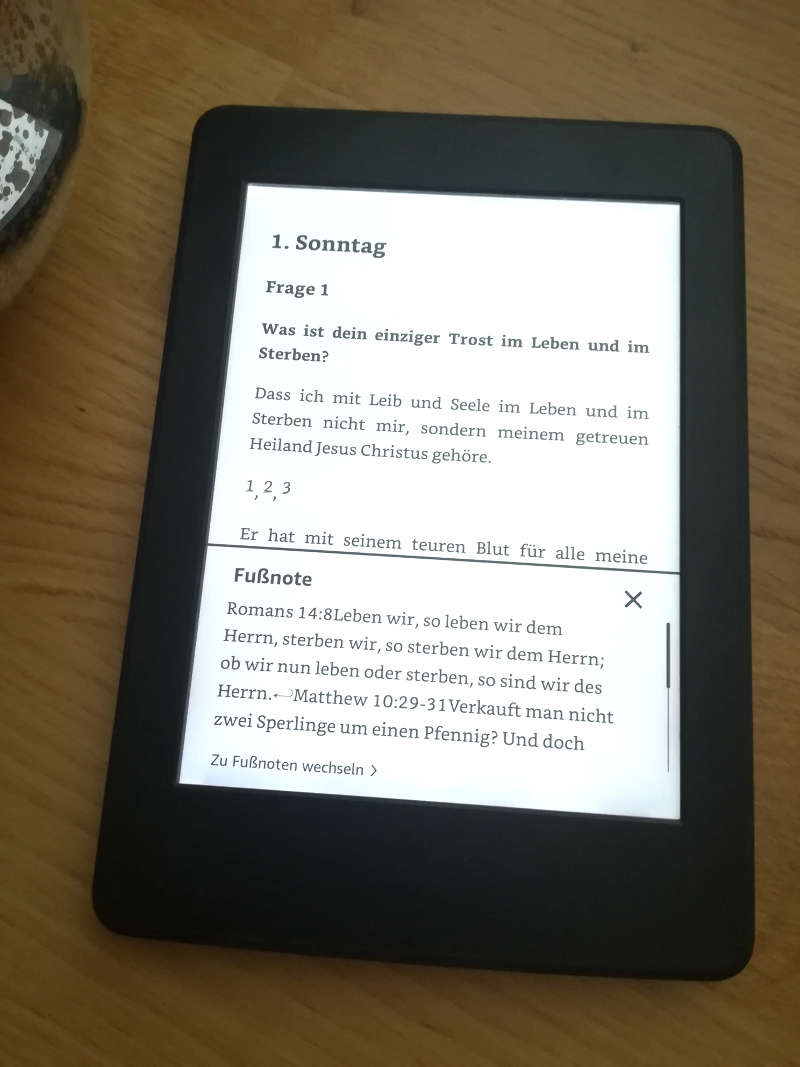 1. Sonntag
Frage 1
Was ist dein einziger Trost im Leben und im
Sterben?
Dass ich mit Leib und Seele im Leben und im
Sterben nicht mir, sondern meinem getreuen
Heiland Jesus Christus gehöre.
1, 2, 3
Er hat mit seinem teuren Blut für alle meine
Fußnote
Romans 14:8Leben wir, so leben wir dem
Herrn, sterben wir, so sterben wir dem Herrn;
ob wir nun leben oder sterben, so sind wir des
Herrn.↩Matthew 10:29-31Verkauft man nicht
zwei Sperlinge um einen Pfennig? Und doch
Zu Fußnoten wechseln >